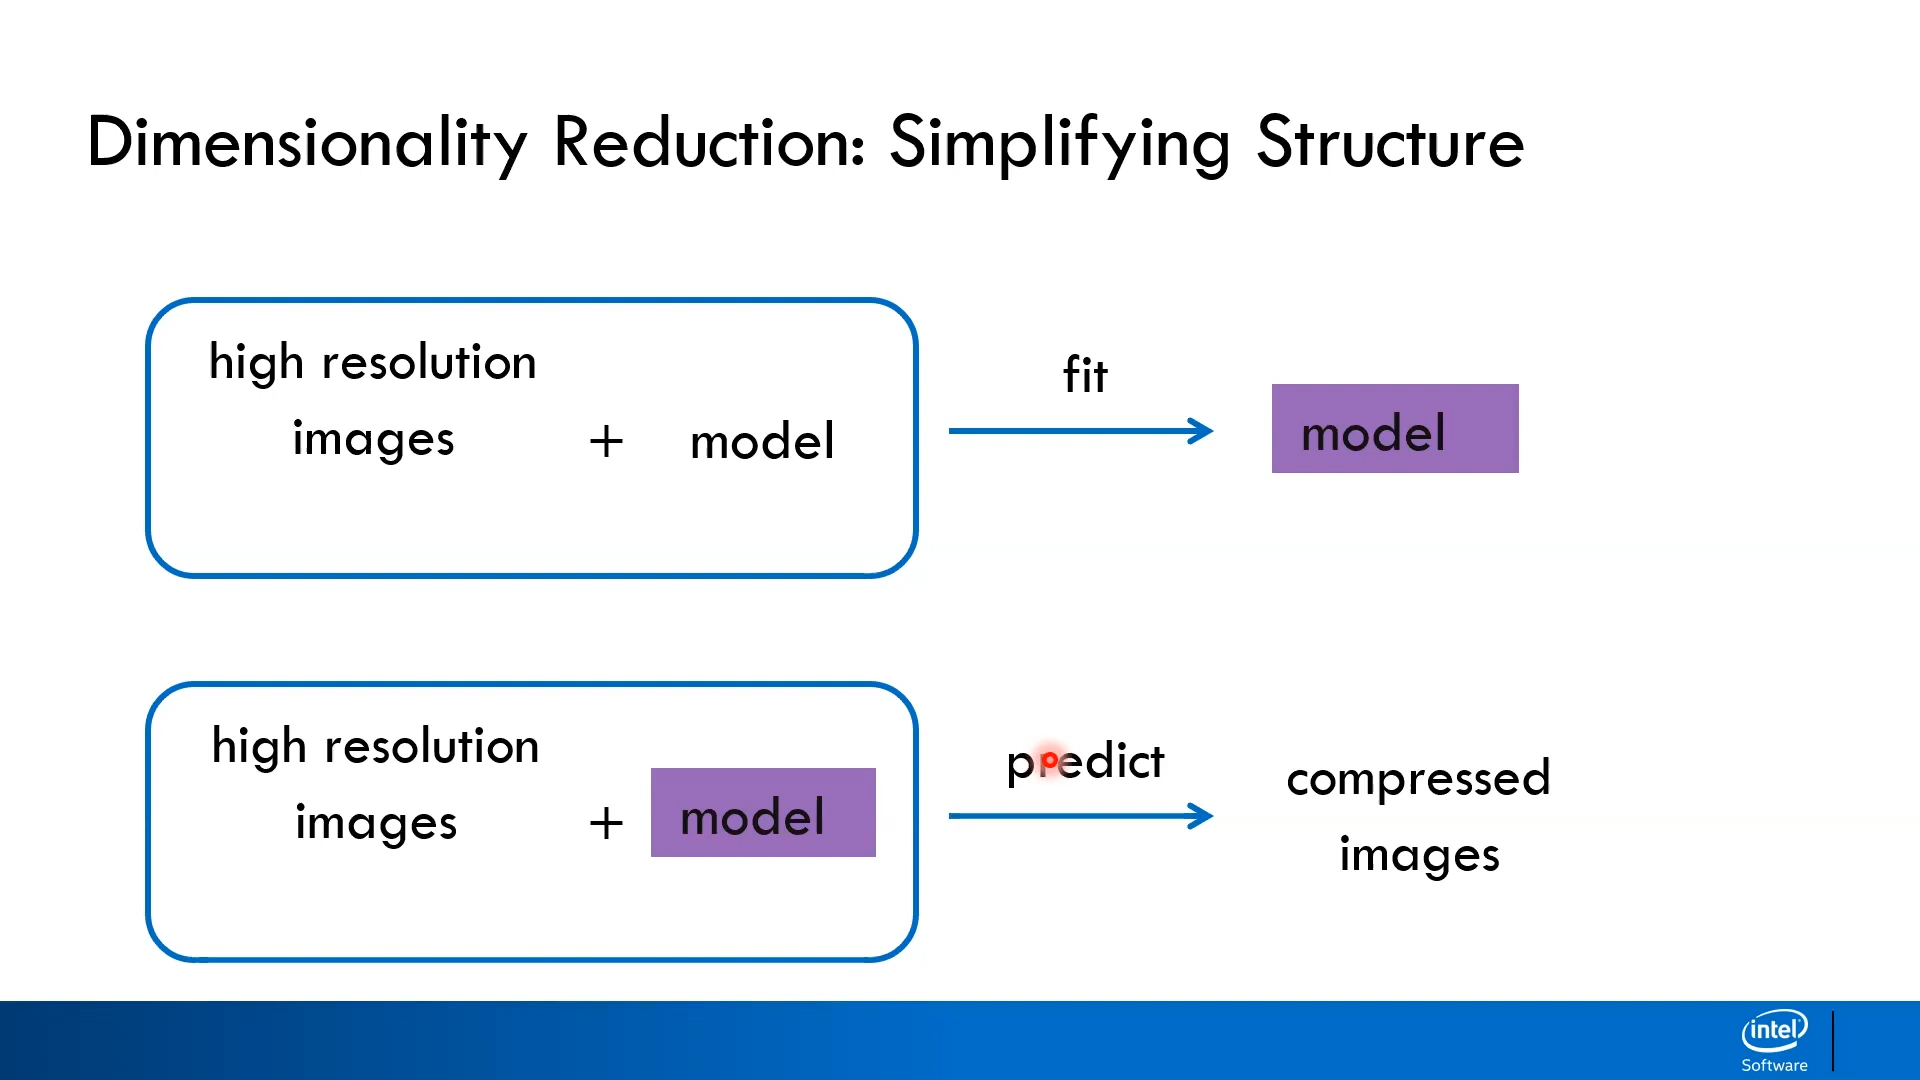 Dimensionality Reduction: Simplifying Structure
high resolution
images + model
fit
model
high resolution
images + model
predict
compressed
images
intel
Software